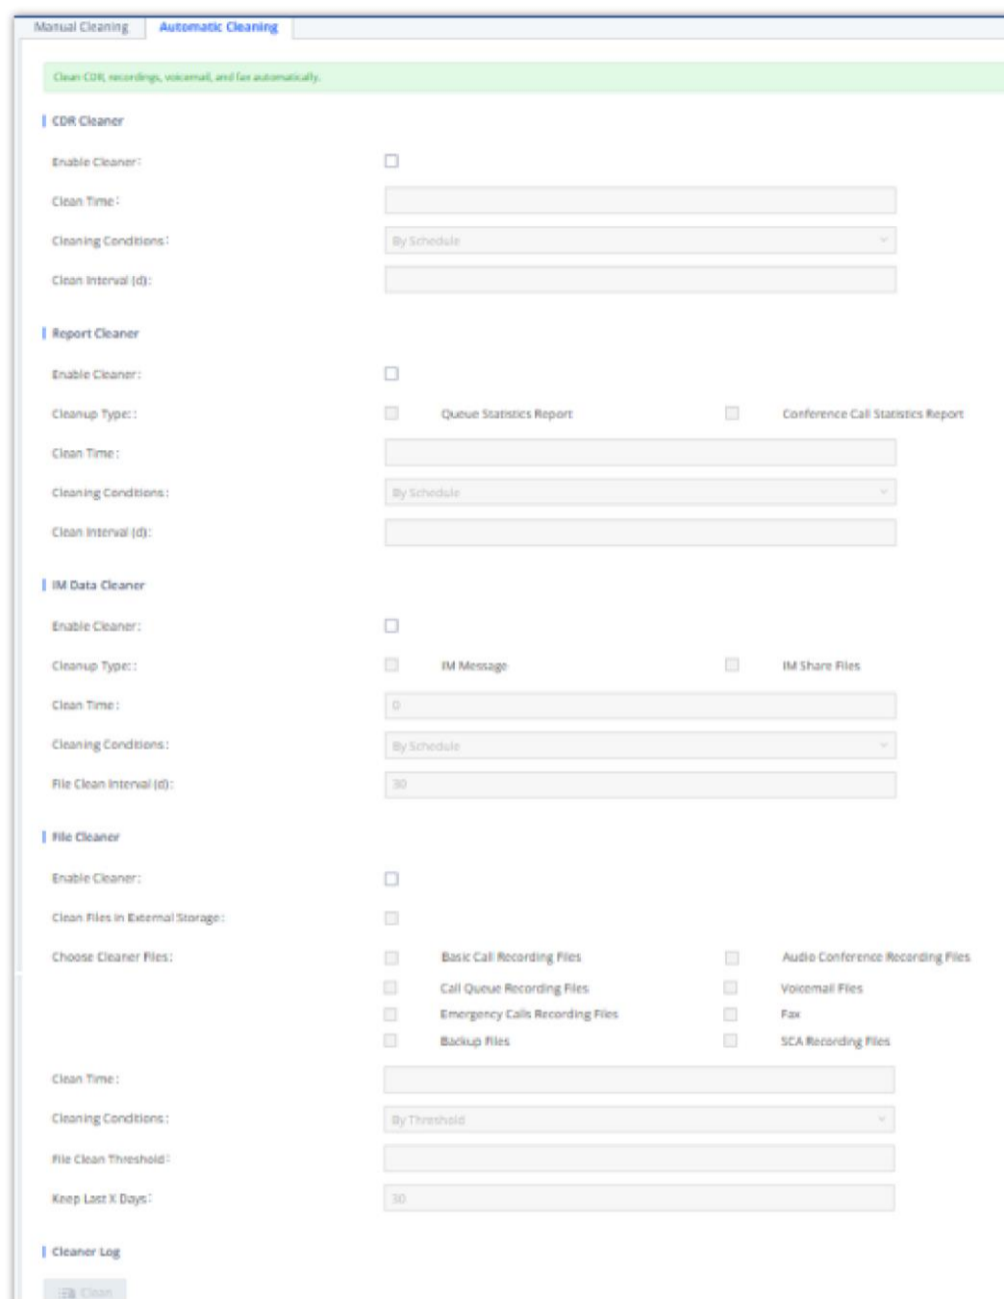 Manual Cleaning Automatic Cleaning
Clean CDR, recordings, voicemail, and fax automatically.
CDR Cleaner
Enable Cleaner:
Clean Time:
Cleaning Conditions: By Schedule
Clean Interval (d):
Report Cleaner
Enable Cleaner:
Cleanup Type:: Queue Statistics Report Conference Call Statistics Report
Clean Time:
Cleaning Conditions: By Schedule
Clean Interval (d):
IM Data Cleaner
Enable Cleaner:
Cleanup Type:: IM Message IM Share Files
Clean Time: 0
Cleaning Conditions: By Schedule
File Clean Interval (d): 30
File Cleaner
Enable Cleaner:
Clean Files in External Storage:
Choose Cleaner Files: Basic Call Recording Files Audio Conference Recording Files
Call Queue Recording Files Voicemail Files
Emergency Calls Recording Files Fax
Backup Files SCA Recording Files
Clean Time:
Cleaning Conditions: By Threshold
File Clean Threshold:
Keep Last X Days: 30
Cleaner Log
Clean